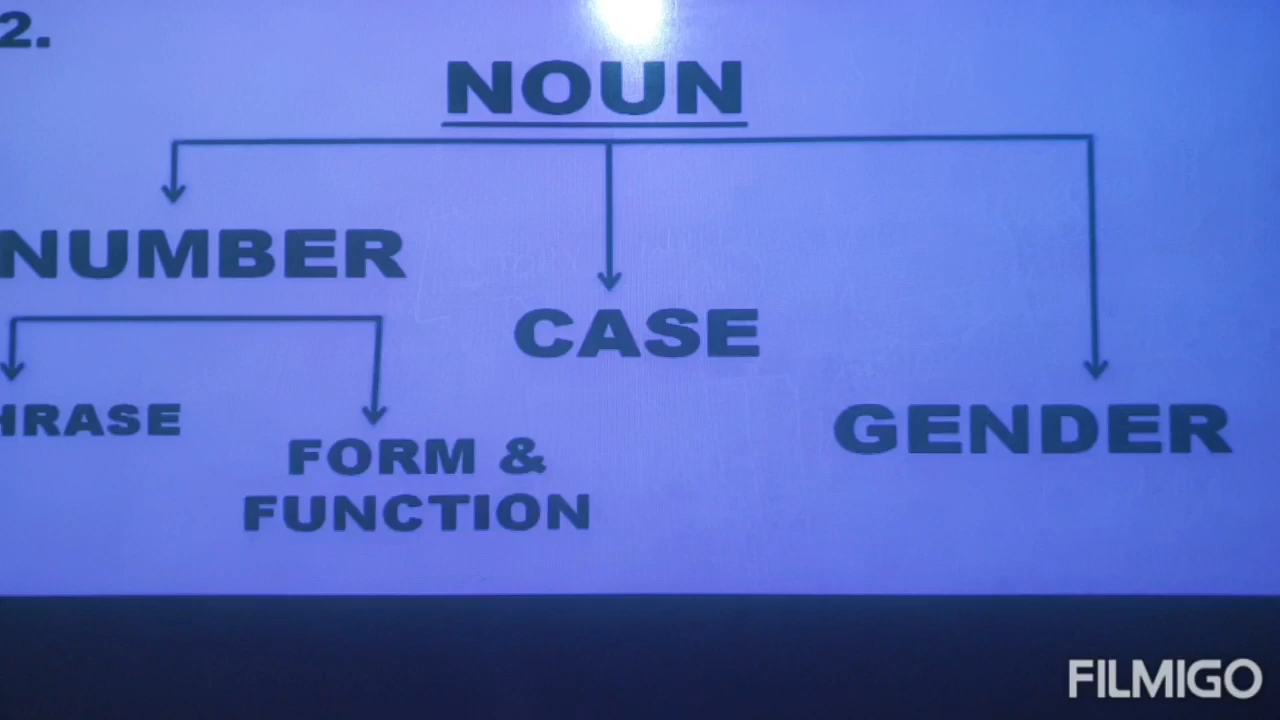 2.
NOUN
NUMBER
CASE
GENDER
HRASE
FORM &
FUNCTION
FILMIGO